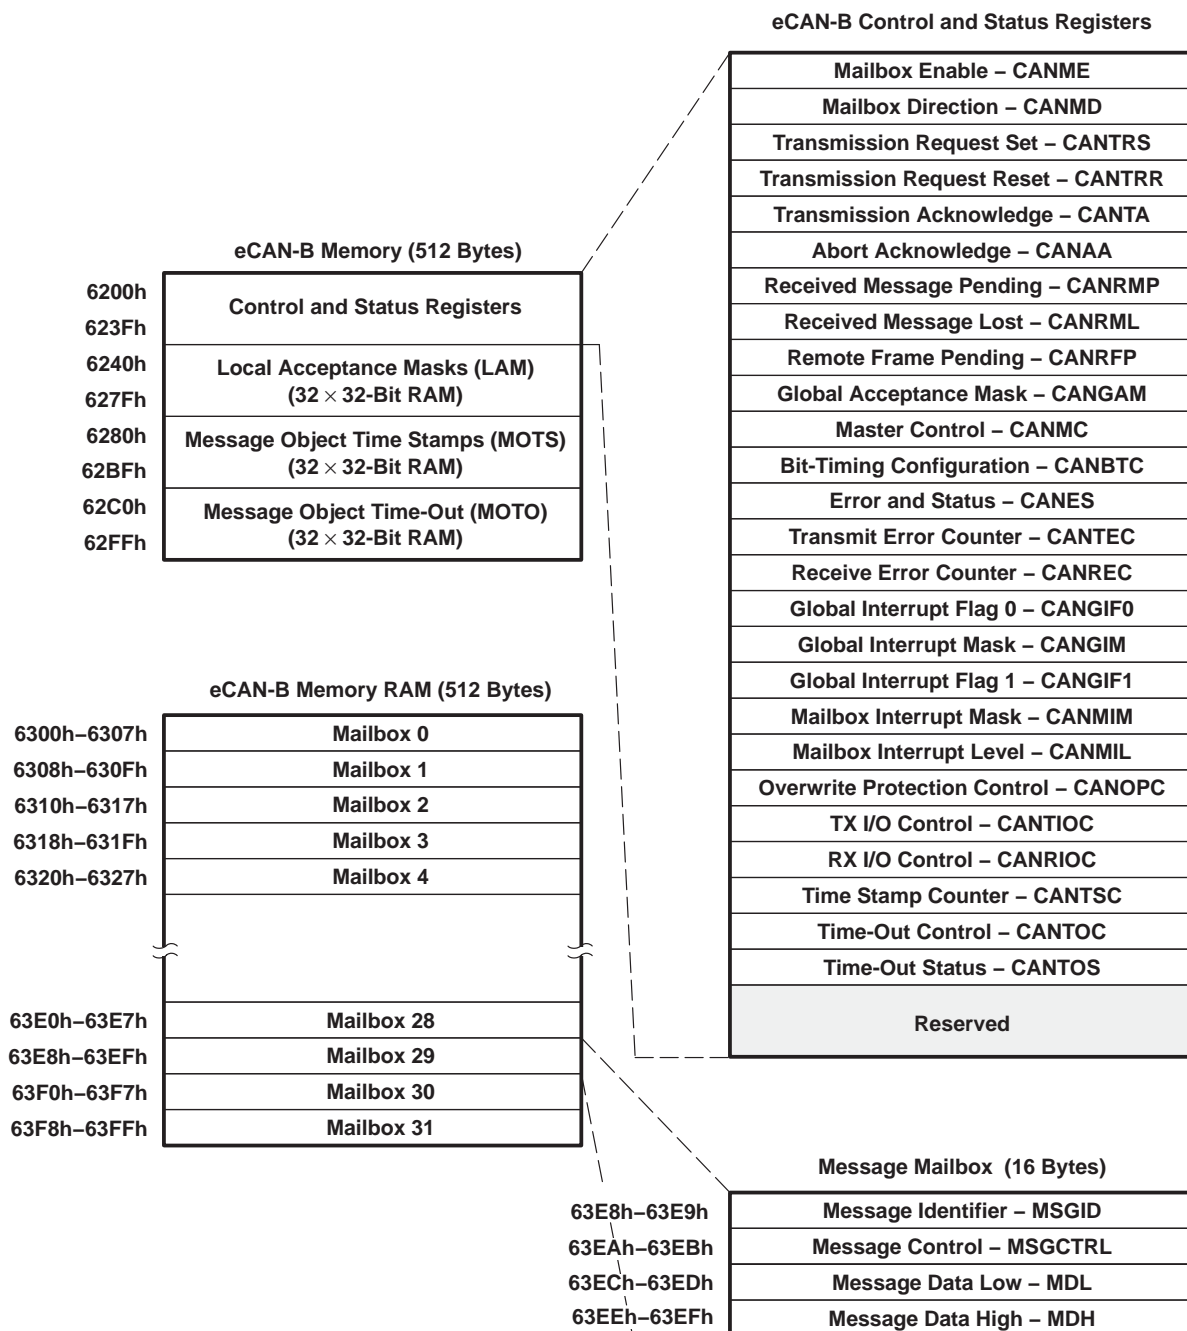 eCAN-B Control and Status Registers
Mailbox Enable – CANME
Mailbox Direction – CANMD
Transmission Request Set – CANTRS
Transmission Request Reset – CANTRR
Transmission Acknowledge – CANTA
Abort Acknowledge – CANAA
Received Message Pending – CANRMP
Received Message Lost – CANRML
Remote Frame Pending – CANRFP
Global Acceptance Mask – CANGAM
Master Control – CANMC
Bit-Timing Configuration – CANBTC
Error and Status – CANES
Transmit Error Counter – CANTEC
Receive Error Counter – CANREC
Global Interrupt Flag 0 – CANGIF0
Global Interrupt Mask – CANGIM
Global Interrupt Flag 1 – CANGIF1
Mailbox Interrupt Mask – CANMIM
Mailbox Interrupt Level – CANMIL
Overwrite Protection Control – CANOPC
TX I/O Control – CANTIOC
RX I/O Control – CANRIOC
Time Stamp Counter – CANTSC
Time-Out Control – CANTOC
Time-Out Status – CANTOS
Reserved
eCAN-B Memory (512 Bytes)
6200h
Control and Status Registers
623Fh
6240h
Local Acceptance Masks (LAM)
(32 × 32-Bit RAM)
627Fh
6280h
Message Object Time Stamps (MOTS)
(32 × 32-Bit RAM)
62BFh
62C0h
Message Object Time-Out (MOTO)
(32 × 32-Bit RAM)
62FFh
eCAN-B Memory RAM (512 Bytes)
6300h–6307h Mailbox 0
6308h–630Fh Mailbox 1
6310h–6317h Mailbox 2
6318h–631Fh Mailbox 3
6320h–6327h Mailbox 4
63E0h–63E7h Mailbox 28
63E8h–63EFh Mailbox 29
63F0h–63F7h Mailbox 30
63F8h–63FFh Mailbox 31
Message Mailbox (16 Bytes)
63E8h–63E9h Message Identifier – MSGID
63EAh–63EBh Message Control – MSGCTRL
63ECh–63EDh Message Data Low – MDL
63EEh–63EFh Message Data High – MDH